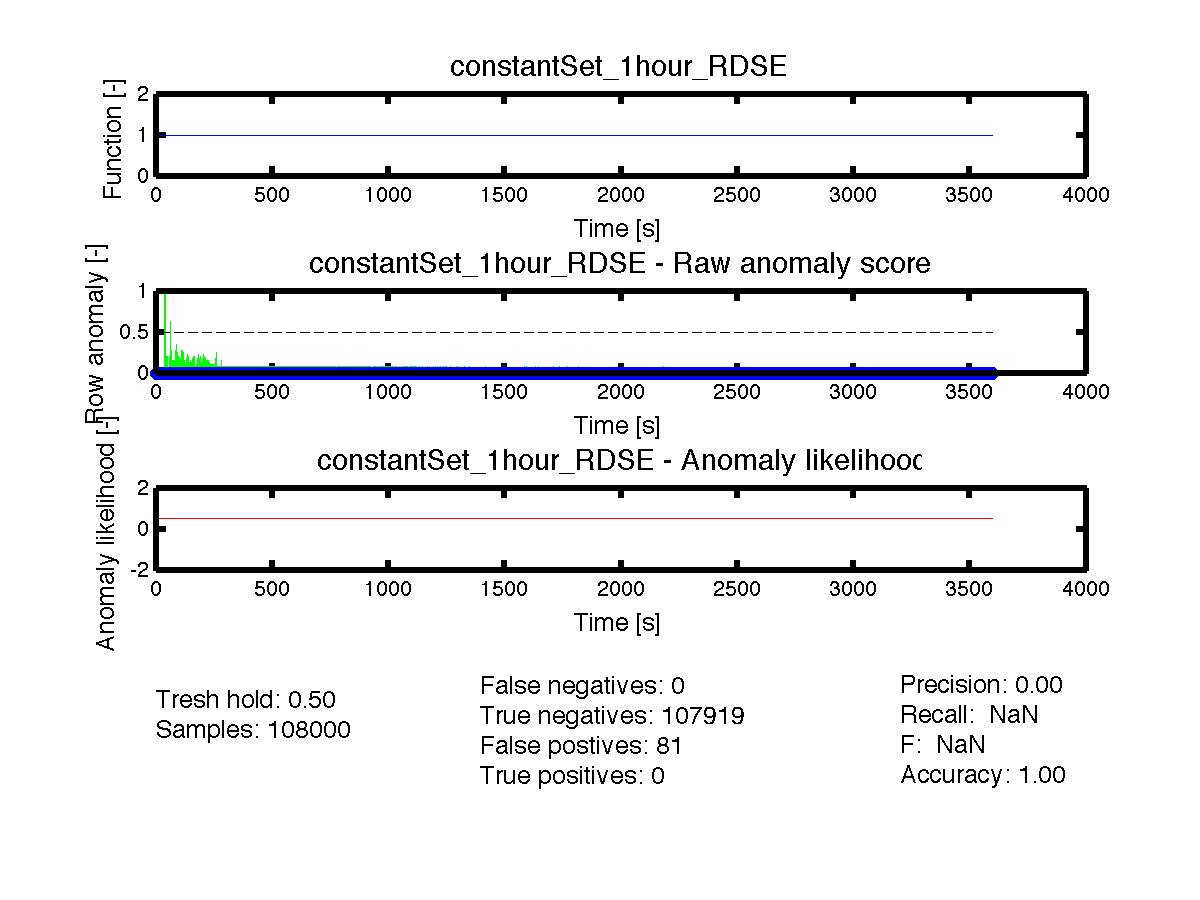 constantSet_1hour_RDSE
Function [-]
2
1
0
0 500 1000 1500 2000 2500 3000 3500 4000
Time [s]
constantSet_1hour_RDSE - Raw anomaly score
Row anomaly [-]
1
0.5
0
0 500 1000 1500 2000 2500 3000 3500 4000
Time [s]
constantSet_1hour_RDSE - Anomaly likelihood
Anomaly likelihood [-]
2
0
-2
0 500 1000 1500 2000 2500 3000 3500 4000
Time [s]
Tresh hold: 0.50
Samples: 108000
False negatives: 0
True negatives: 107919
False postives: 81
True positives: 0
Precision: 0.00
Recall: NaN
F: NaN
Accuracy: 1.00